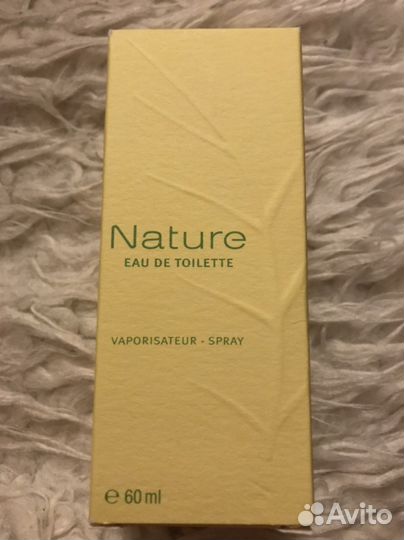 Nature
EAU DE TOILETTE
VAPORISATEUR - SPRAY
℮ 60 ml
Avito